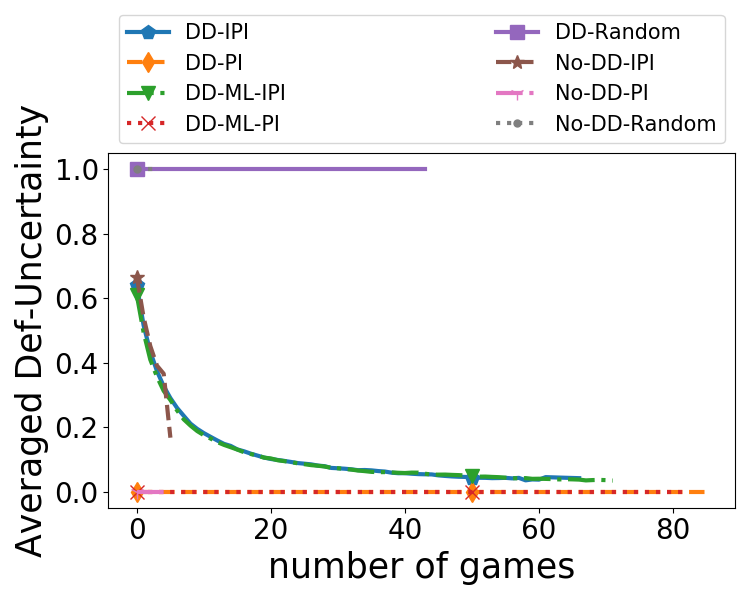 DD-IPI
DD-PI
DD-ML-IPI
DD-ML-PI
DD-Random
No-DD-IPI
No-DD-PI
No-DD-Random
Averaged Def-Uncertainty
1.0
0.8
0.6
0.4
0.2
0.0
0
20
40
60
80
number of games